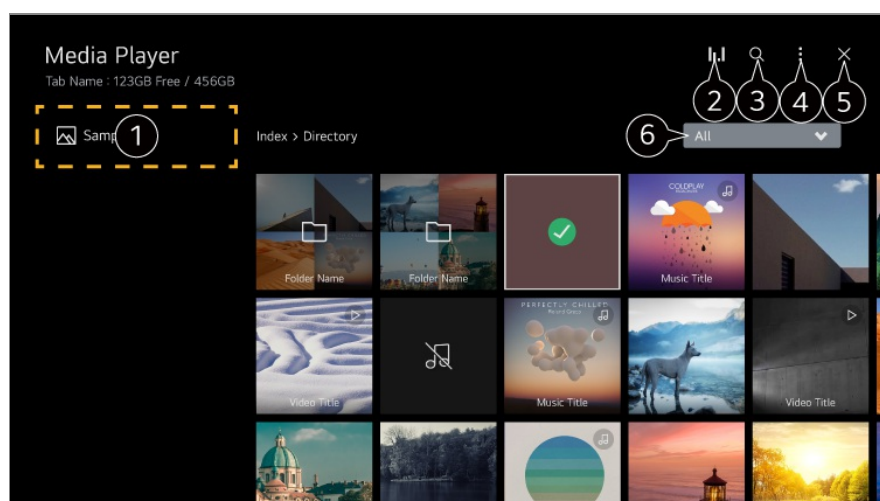 Media Player
Tab Name : 123GB Free / 456GB
2
3
4
5
1
Index > Directory
6
All
Folder Name
Folder Name
COLDPLAY
Music Title
PERFECTLY CHILLED
Video Title
Music Title
Video Title